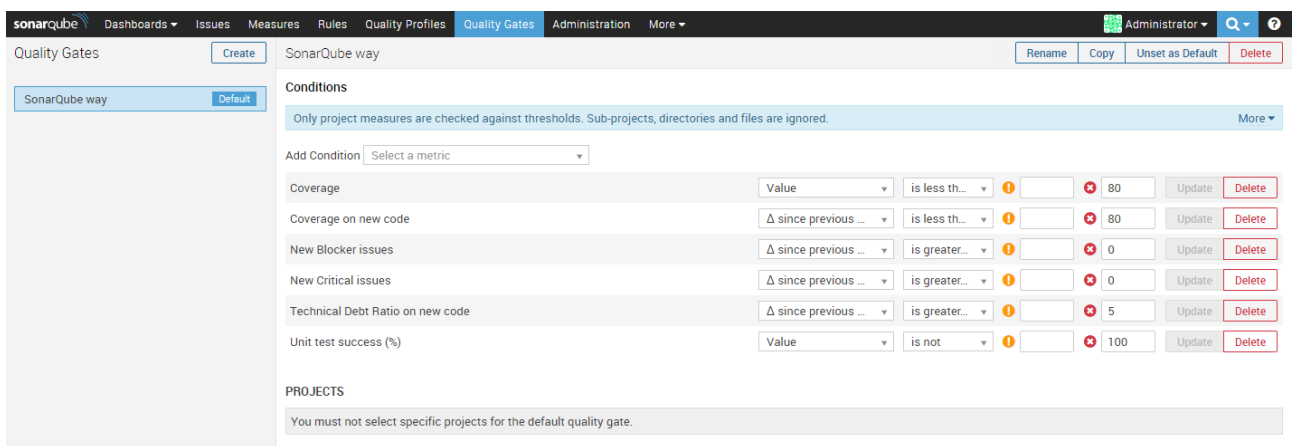 sonarqube Dashboards Issues Measures Rules Quality Profiles Quality Gates Administration More Administrator
Quality Gates Create SonarQube way Rename Copy Unset as Default Delete
Conditions
SonarQube way Default
Only project measures are checked against thresholds. Sub-projects, directories and files are ignored. More
Add Condition Select a metric
Coverage Value is less th... 80 Update Delete
Coverage on new code Δ since previous ... is less th... 80 Update Delete
New Blocker issues Δ since previous ... is greater... 0 Update Delete
New Critical issues Δ since previous ... is greater... 0 Update Delete
Technical Debt Ratio on new code Δ since previous ... is greater... 5 Update Delete
Unit test success (%) Value is not 100 Update Delete
PROJECTS
You must not select specific projects for the default quality gate.